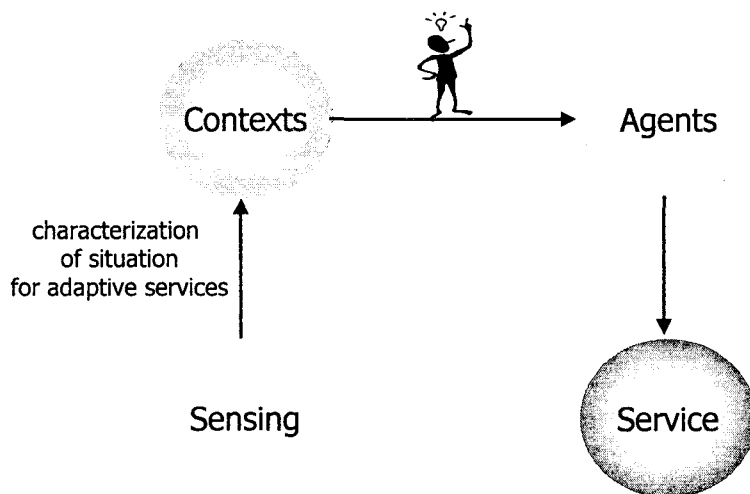 Contexts
Agents
characterization
of situation
for adaptive services
Sensing
Service